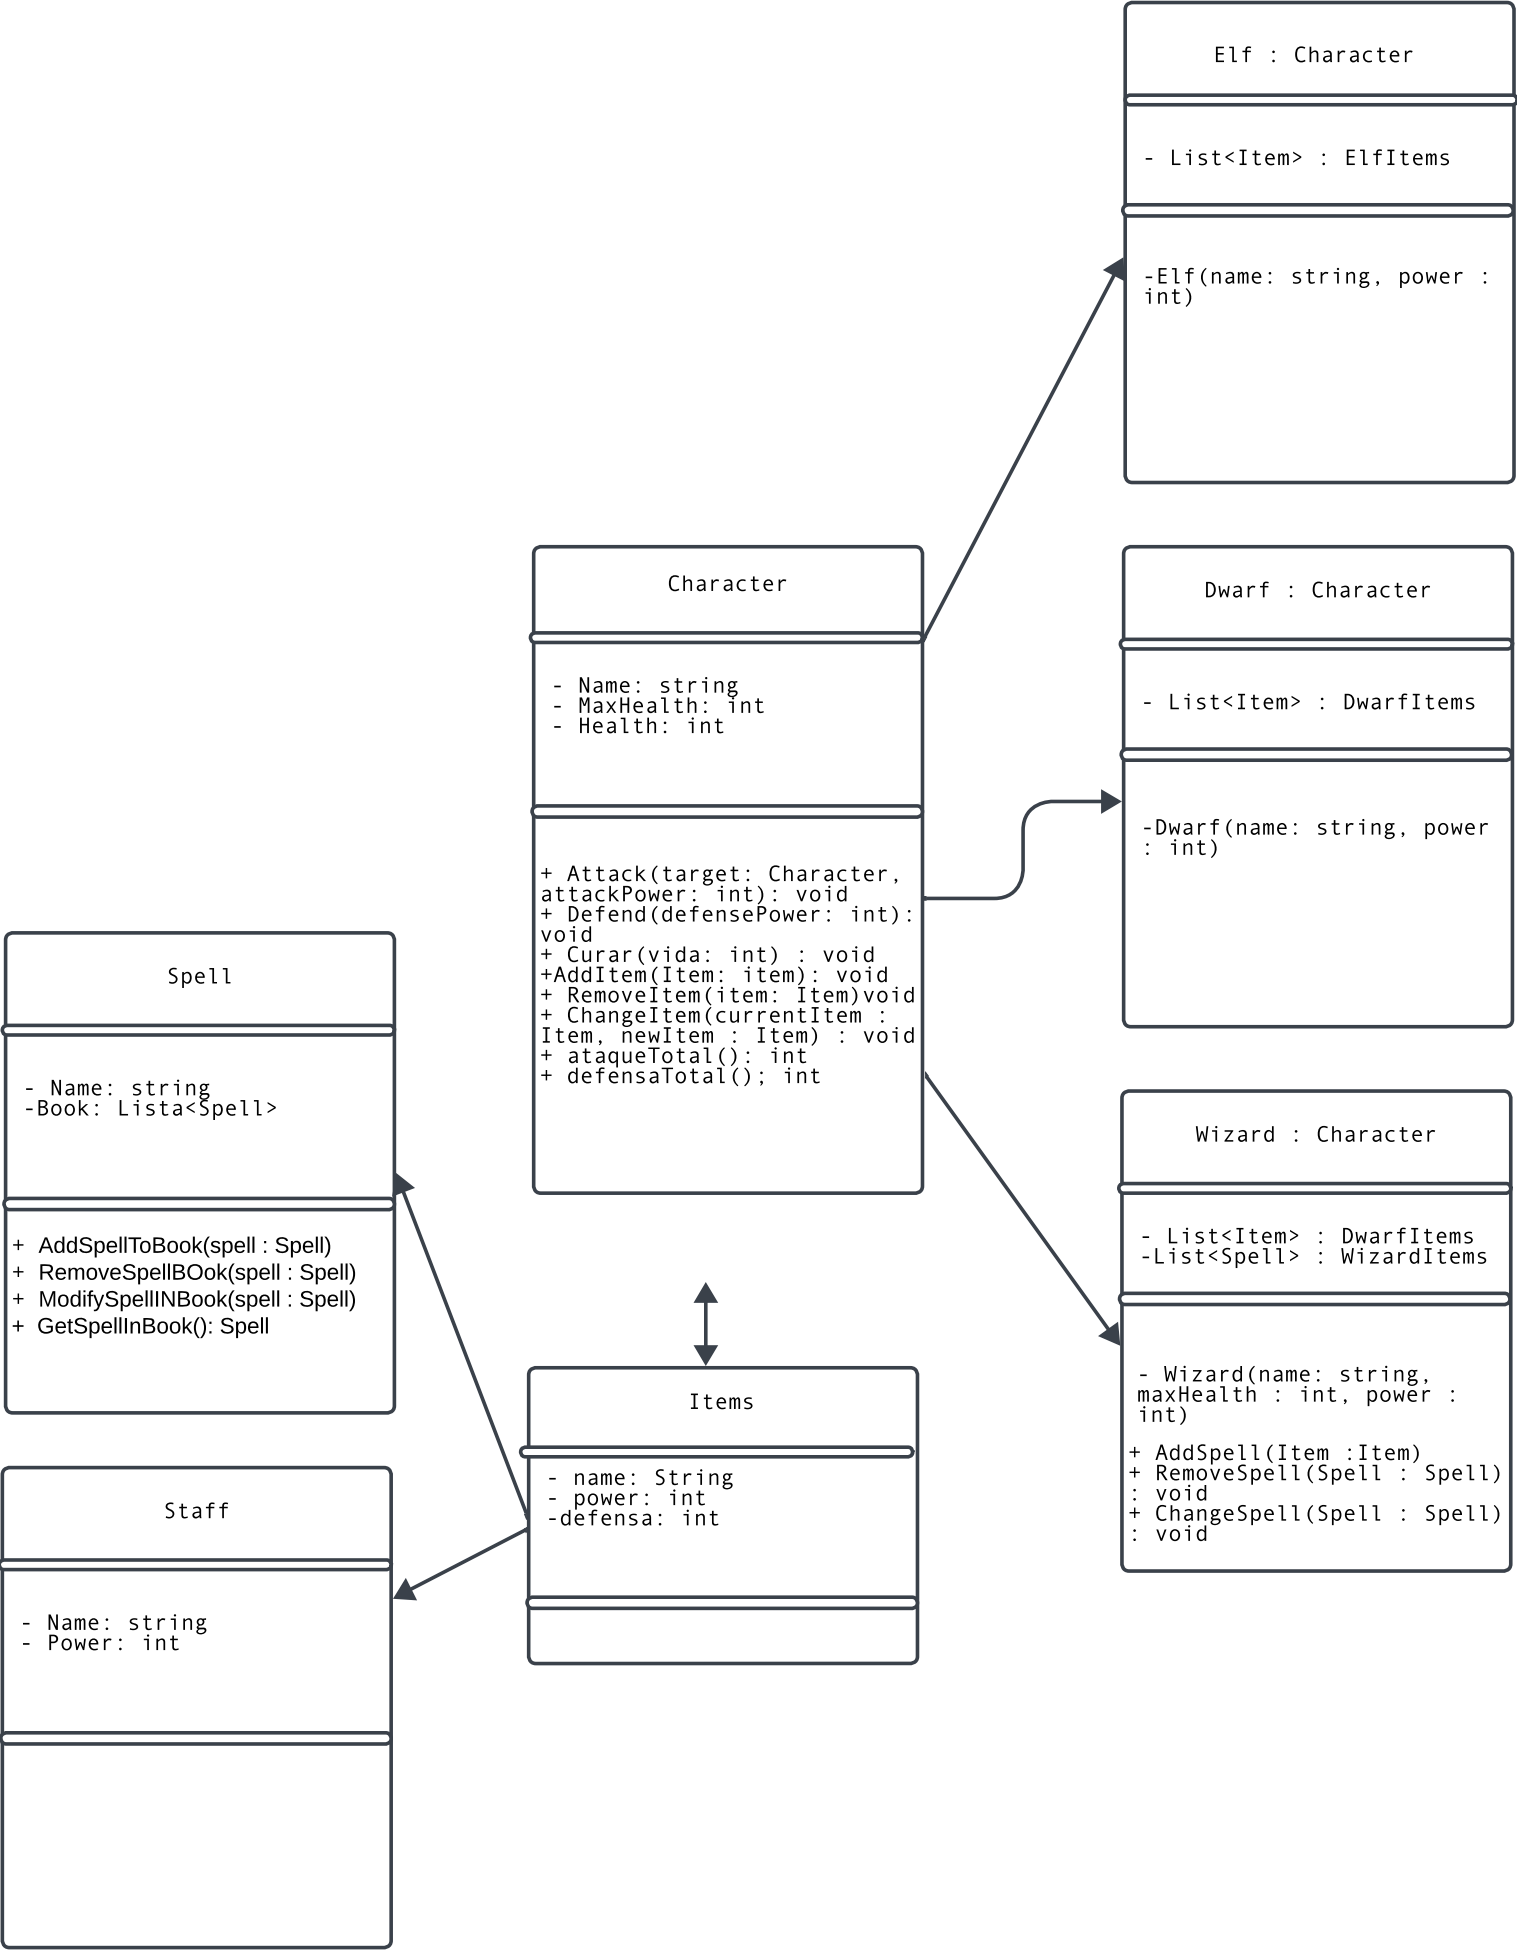 Elf : Character
- List<Item> : ElfItems
-Elf(name: string, power :
int)
Character
- Name: string
- MaxHealth: int
- Health: int
+ Attack(target: Character,
attackPower: int): void
+ Defend(defensePower: int):
void
+ Curar(vida: int) : void
+AddItem(Item: item): void
+ RemoveItem(item: Item)void
+ ChangeItem(currentItem :
Item, newItem : Item) : void
+ ataqueTotal(): int
+ defensaTotal(); int
Dwarf : Character
- List<Item> : DwarfItems
-Dwarf(name: string, power
: int)
Spell
- Name: string
-Book: Lista<Spell>
+ AddSpellToBook(spell : Spell)
+ RemoveSpellBOok(spell : Spell)
+ ModifySpellINBook(spell : Spell)
+ GetSpellInBook(): Spell
Wizard : Character
- List<Item> : DwarfItems
-List<Spell> : WizardItems
- Wizard(name: string,
maxHealth : int, power :
int)
+ AddSpell(Item :Item)
+ RemoveSpell(Spell : Spell)
: void
+ ChangeSpell(Spell : Spell)
: void
Items
- name: String
- power: int
-defensa: int
Staff
- Name: string
- Power: int